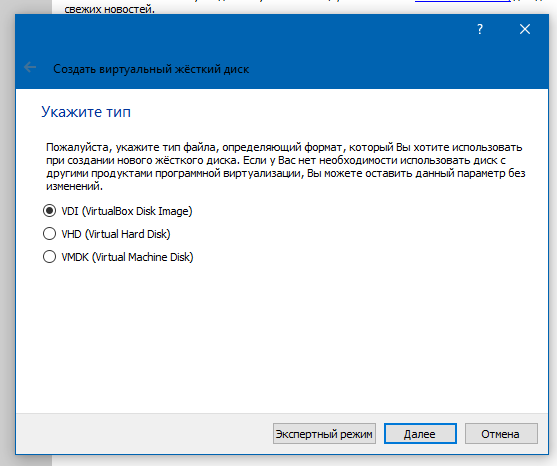 свежих новостей.
?
Создать виртуальный жёсткий диск
Укажите тип
Пожалуйста, укажите тип файла, определяющий формат, который Вы хотите использовать
при создании нового жёсткого диска. Если у Вас нет необходимости использовать диск с
другими продуктами программной виртуализации, Вы можете оставить данный параметр без
изменений.
VDI (VirtualBox Disk Image)
VHD (Virtual Hard Disk)
VMDK (Virtual Machine Disk)
Экспертный режим Далее Отмена